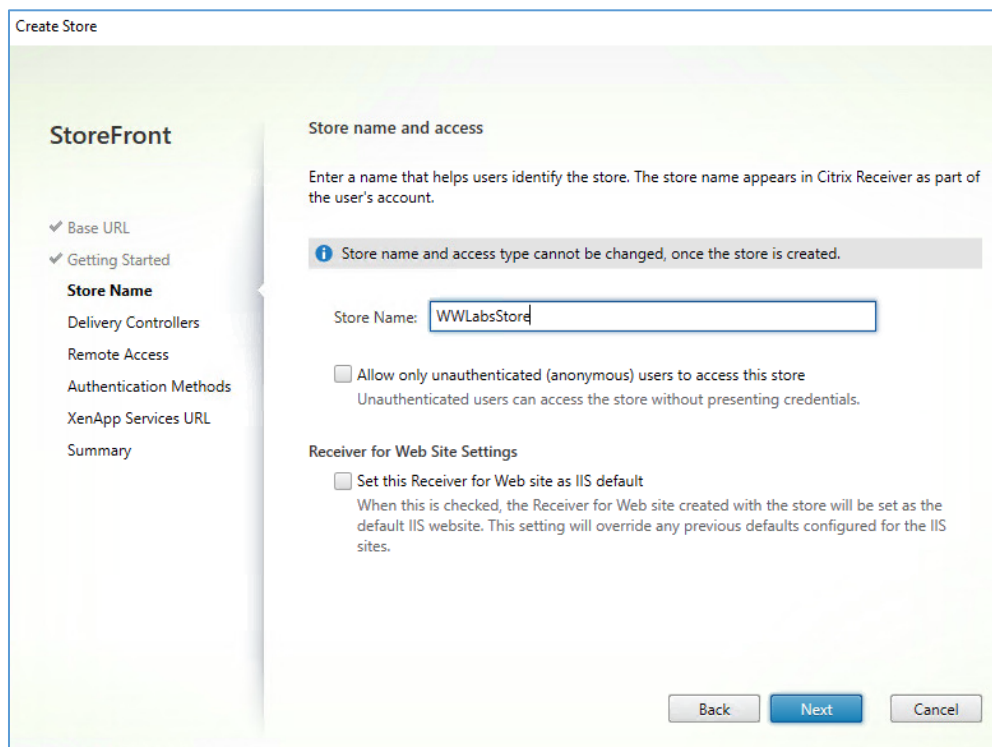 Create Store
StoreFront
Base URL
Getting Started
Store Name
Delivery Controllers
Remote Access
Authentication Methods
XenApp Services URL
Summary
Store name and access
Enter a name that helps users identify the store. The store name appears in Citrix Receiver as part of
the user's account.
Store name and access type cannot be changed, once the store is created.
Store Name: WWLabsStore
Allow only unauthenticated (anonymous) users to access this store
Unauthenticated users can access the store without presenting credentials.
Receiver for Web Site Settings
Set this Receiver for Web site as IIS default
When this is checked, the Receiver for Web site created with the store will be set as the
default IIS website. This setting will override any previous defaults configured for the IIS
sites.
Back Next Cancel